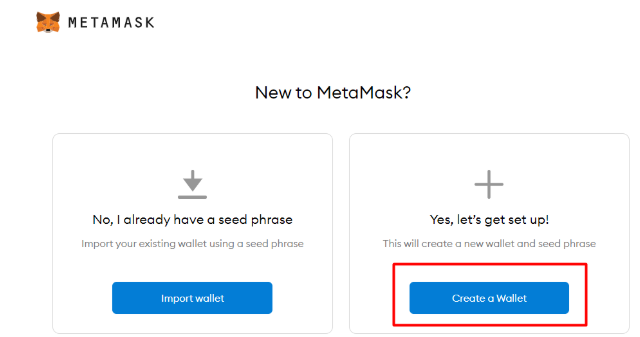 METAMASK
New to MetaMask?
No, I already have a seed phrase
Import your existing wallet using a seed phrase
Import wallet
Yes, let's get set up!
This will create a new wallet and seed phrase
Create a Wallet